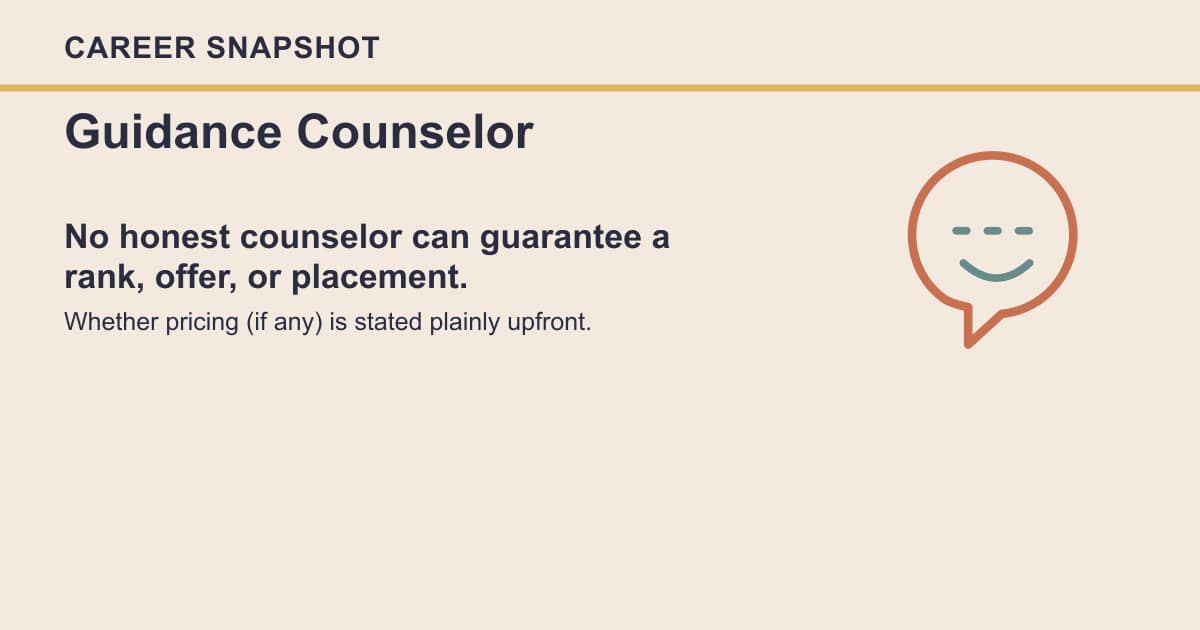 CAREER SNAPSHOT
Guidance Counselor
No honest counselor can guarantee a
rank, offer, or placement.
Whether pricing (if any) is stated plainly upfront.